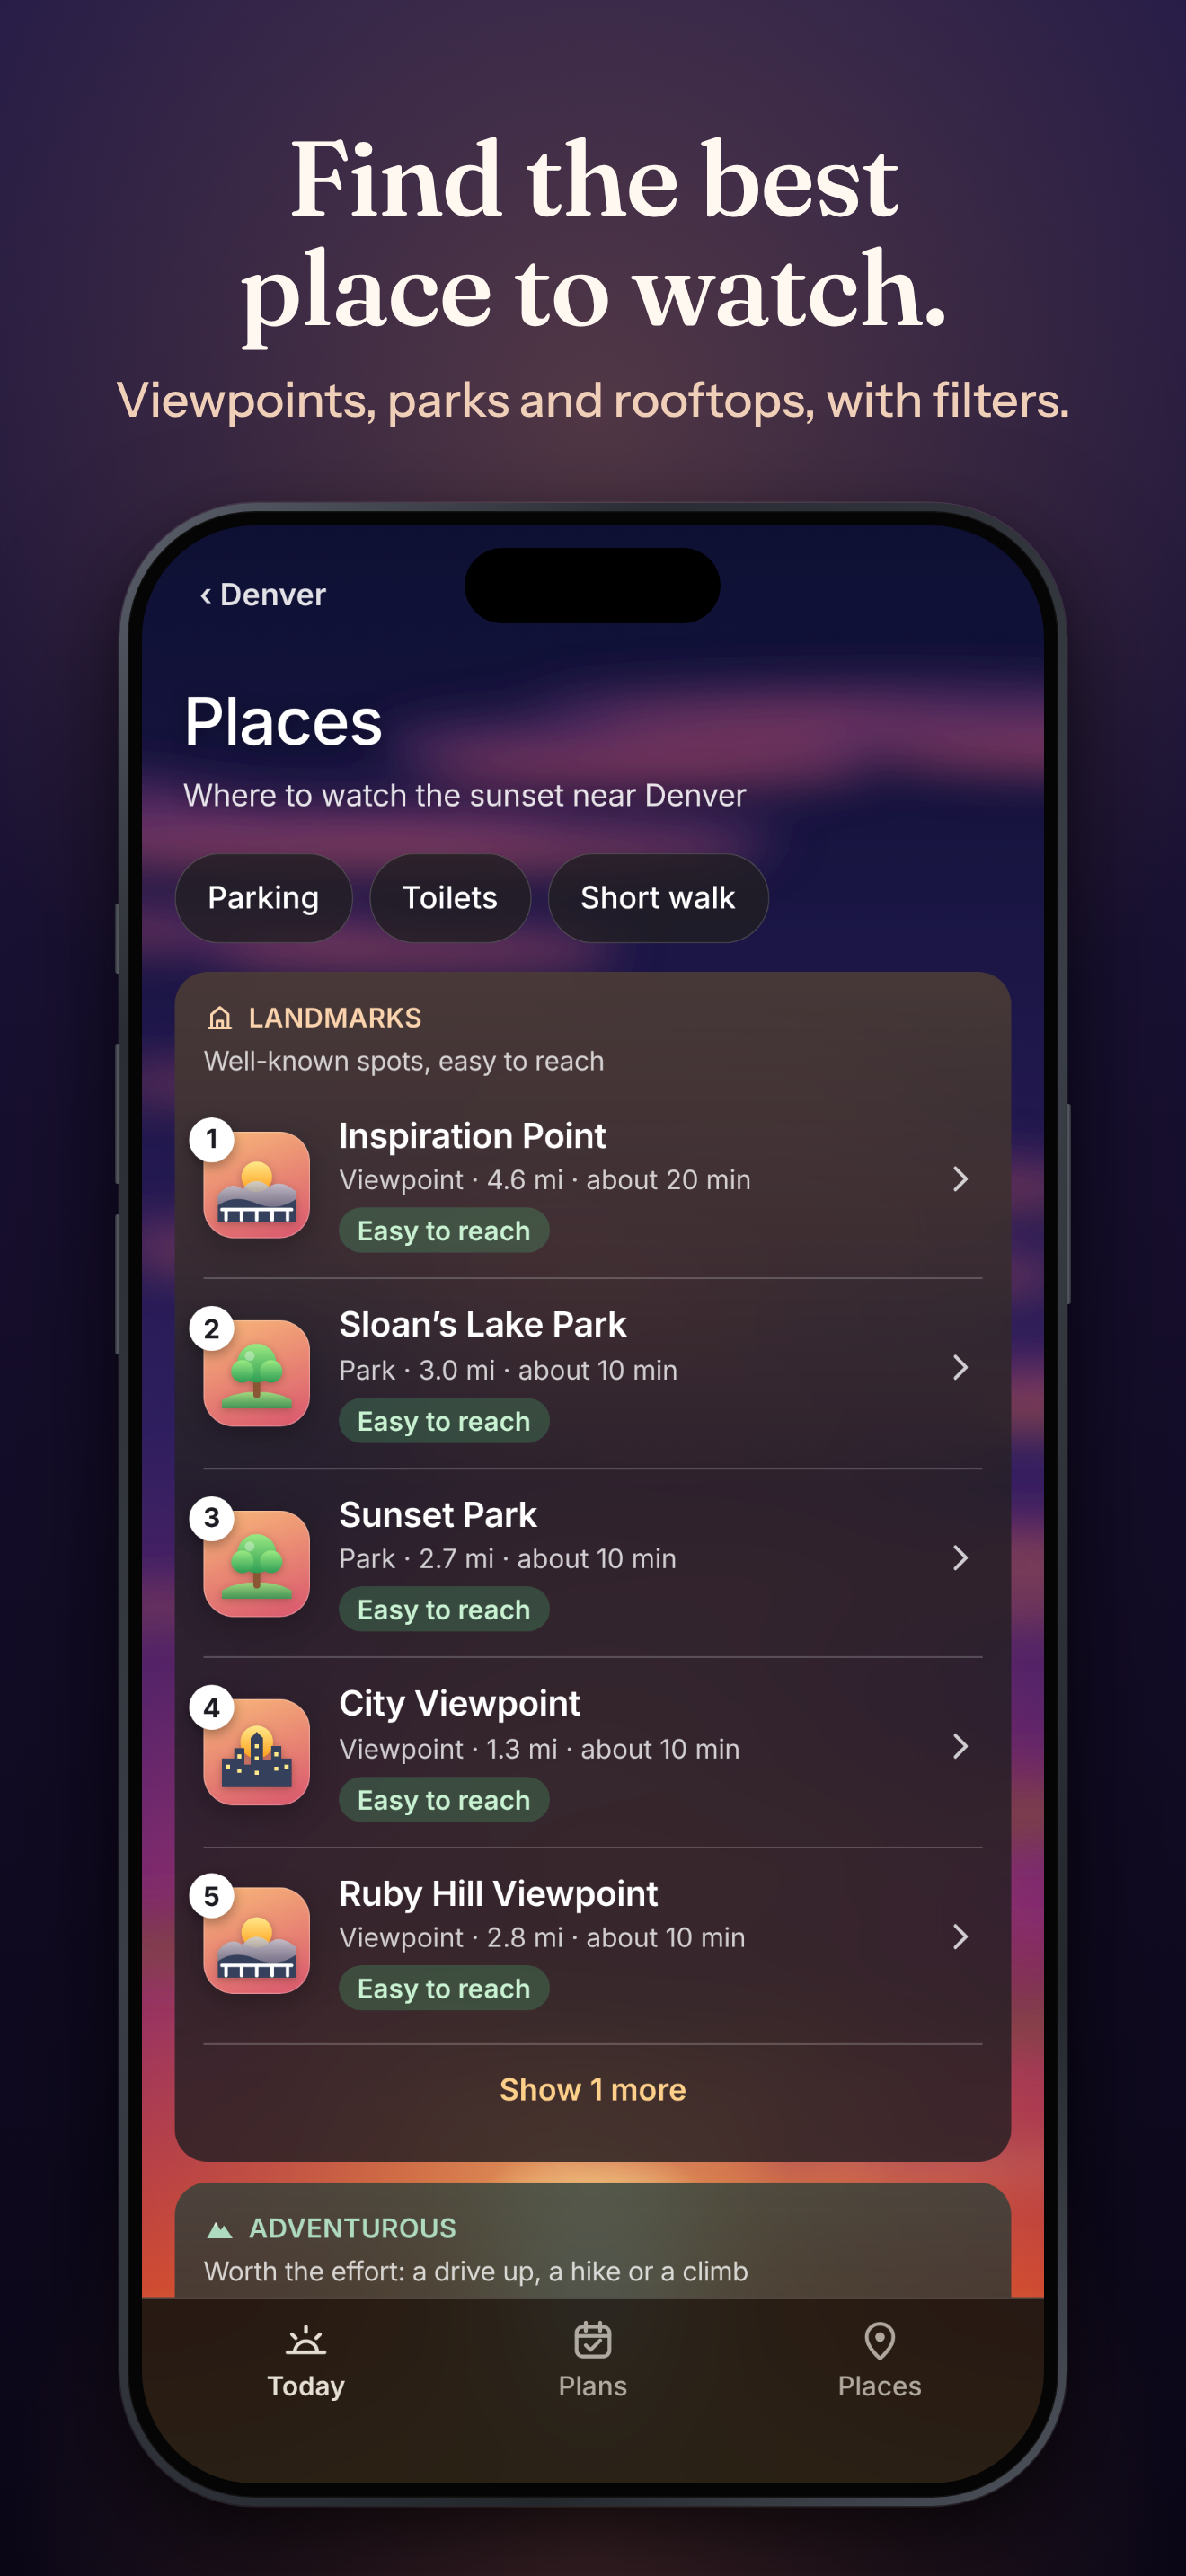 Find the best
place to watch.
Viewpoints, parks and rooftops, with filters.
‹ Denver
Places
Where to watch the sunset near Denver
Parking
Toilets
Short walk
LANDMARKS
Well-known spots, easy to reach
1
Inspiration Point
Viewpoint · 4.6 mi · about 20 min
Easy to reach
2
Sloan’s Lake Park
Park · 3.0 mi · about 10 min
Easy to reach
3
Sunset Park
Park · 2.7 mi · about 10 min
Easy to reach
4
City Viewpoint
Viewpoint · 1.3 mi · about 10 min
Easy to reach
5
Ruby Hill Viewpoint
Viewpoint · 2.8 mi · about 10 min
Easy to reach
Show 1 more
ADVENTUROUS
Worth the effort: a drive up, a hike or a climb
Today
Plans
Places